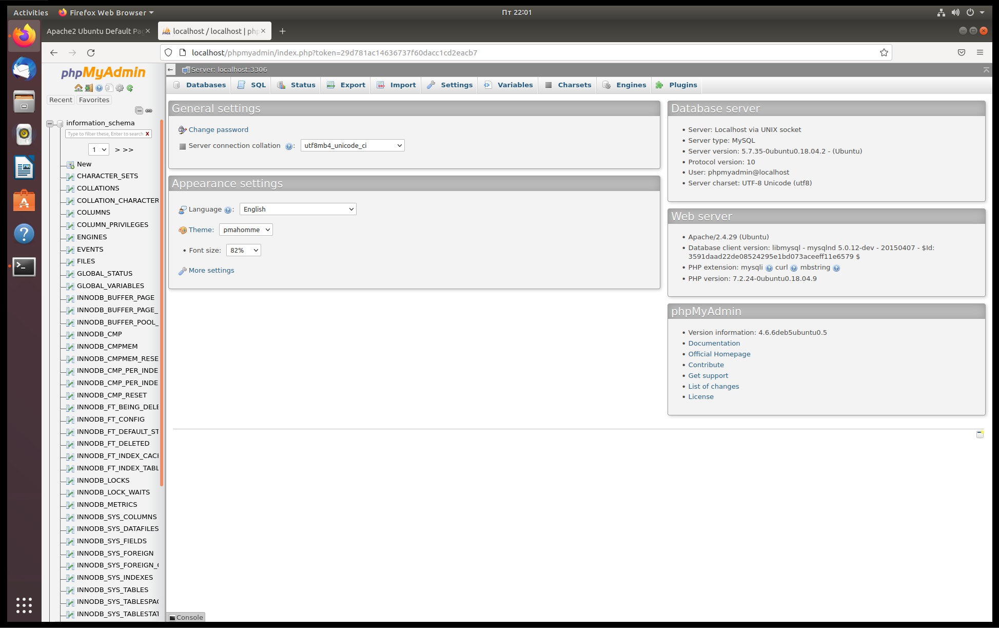 Activities
Firefox Web Browser
Пт 22:01
Apache2 Ubuntu Default Pa
localhost / localhost | php
localhost/phpmyadmin/index.php?token=29d781ac14636737f60dacc1cd2eacb7
phpMyAdmin
Recent
Favorites
information_schema
Type to filter these, Enter to search X
1 > >>
New
CHARACTER_SETS
COLLATIONS
COLLATION_CHARACTER
COLUMNS
COLUMN_PRIVILEGES
ENGINES
EVENTS
FILES
GLOBAL_STATUS
GLOBAL_VARIABLES
INNODB_BUFFER_PAGE
INNODB_BUFFER_PAGE_
INNODB_BUFFER_POOL_
INNODB_CMP
INNODB_CMPMEM
INNODB_CMPMEM_RESE
INNODB_CMP_PER_INDE
INNODB_CMP_PER_INDE
INNODB_CMP_RESET
INNODB_FT_BEING_DELE
INNODB_FT_CONFIG
INNODB_FT_DEFAULT_ST
INNODB_FT_DELETED
INNODB_FT_INDEX_CACH
INNODB_FT_INDEX_TABL
INNODB_LOCKS
INNODB_LOCK_WAITS
INNODB_METRICS
INNODB_SYS_COLUMNS
INNODB_SYS_DATAFILES
INNODB_SYS_FIELDS
INNODB_SYS_FOREIGN
INNODB_SYS_FOREIGN_C
INNODB_SYS_INDEXES
INNODB_SYS_TABLES
INNODB_SYS_TABLESPAC
INNODB_SYS_TABLESTAT
Server: localhost:3306
Databases
SQL
Status
Export
Import
Settings
Variables
Charsets
Engines
Plugins
General settings
Change password
Server connection collation : utf8mb4_unicode_ci
Appearance settings
Language : English
Theme: pmahomme
• Font size: 82%
More settings
Database server
• Server: Localhost via UNIX socket
• Server type: MySQL
• Server version: 5.7.35-0ubuntu0.18.04.2 - (Ubuntu)
• Protocol version: 10
• User: phpmyadmin@localhost
• Server charset: UTF-8 Unicode (utf8)
Web server
• Apache/2.4.29 (Ubuntu)
• Database client version: libmysql - mysqlnd 5.0.12-dev - 20150407 - $Id:
3591daad22de08524295e1bd073aceeff11e6579 $
• PHP extension: mysqli curl mbstring
• PHP version: 7.2.24-0ubuntu0.18.04.9
phpMyAdmin
• Version information: 4.6.6deb5ubuntu0.5
• Documentation
• Official Homepage
• Contribute
• Get support
• List of changes
• License
Console